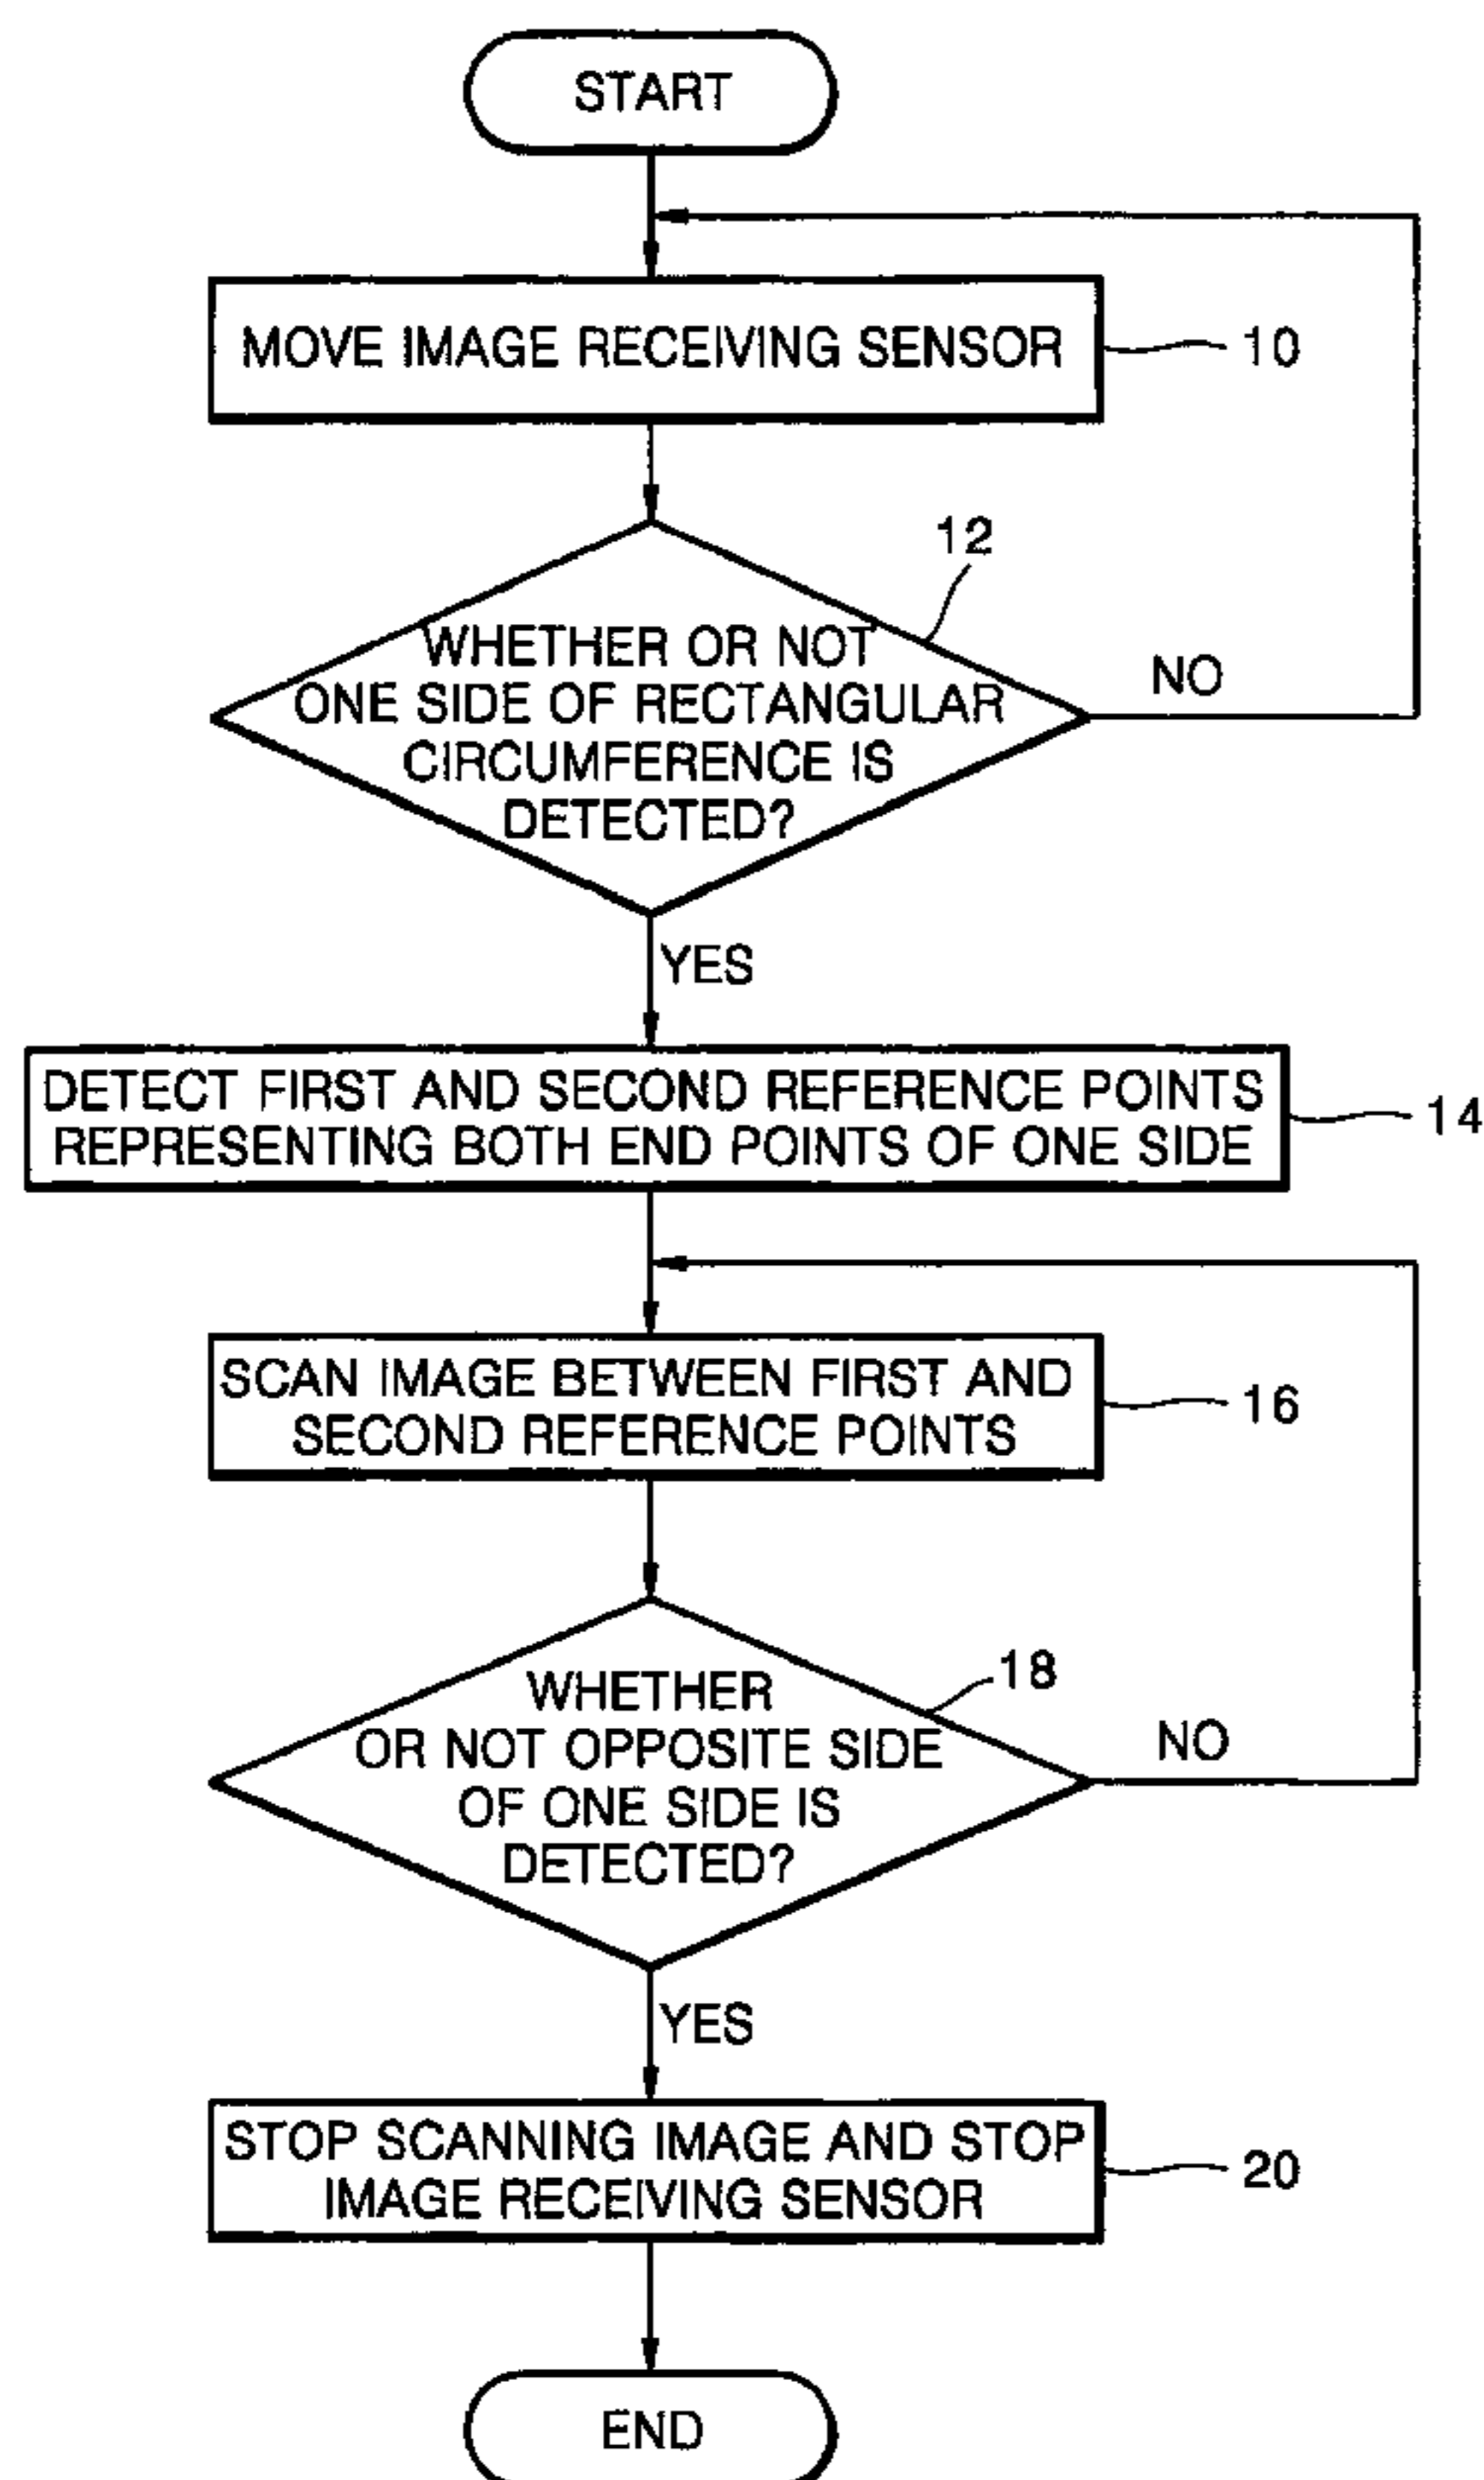 START
MOVE IMAGE RECEIVING SENSOR
10
12
WHETHER OR NOT
ONE SIDE OF RECTANGULAR
CIRCUMFERENCE IS
DETECTED?
NO
YES
DETECT FIRST AND SECOND REFERENCE POINTS
REPRESENTING BOTH END POINTS OF ONE SIDE
14
SCAN IMAGE BETWEEN FIRST AND
SECOND REFERENCE POINTS
16
18
WHETHER
OR NOT OPPOSITE SIDE
OF ONE SIDE IS
DETECTED?
NO
YES
STOP SCANNING IMAGE AND STOP
IMAGE RECEIVING SENSOR
20
END